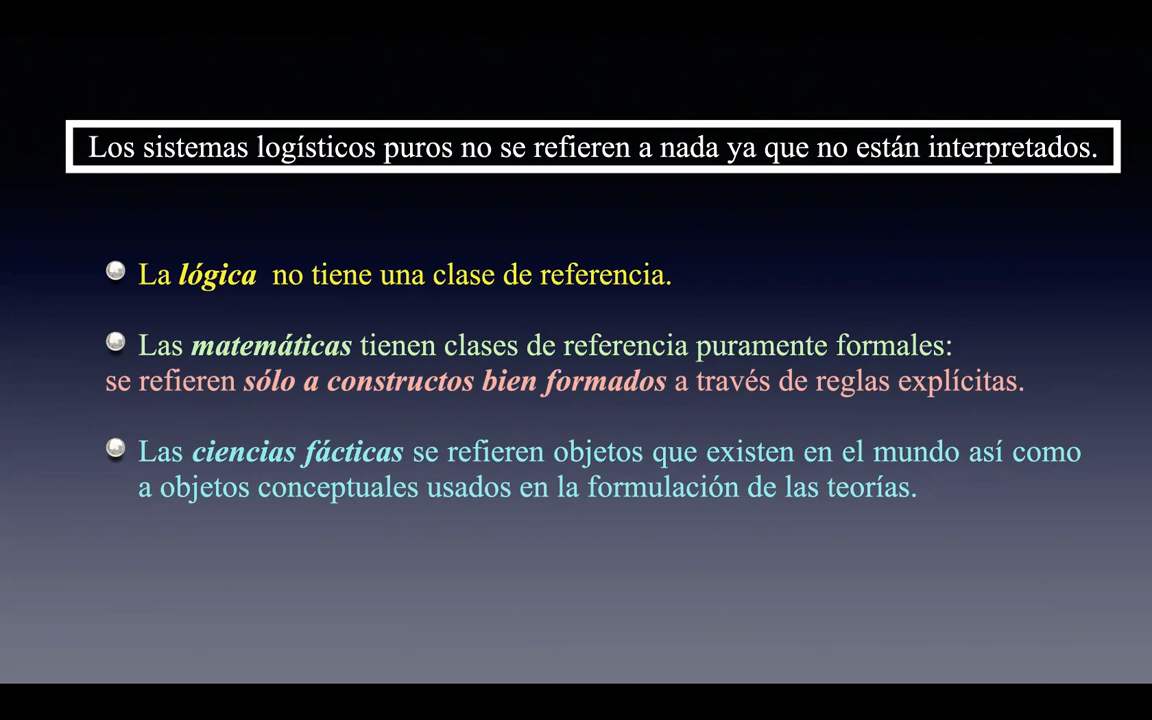 Los sistemas logísticos puros no se refieren a nada ya que no están interpretados.
La lógica no tiene una clase de referencia.
Las matemáticas tienen clases de referencia puramente formales:
se refieren sólo a constructos bien formados a través de reglas explícitas.
Las ciencias fácticas se refieren objetos que existen en el mundo así como
a objetos conceptuales usados en la formulación de las teorías.